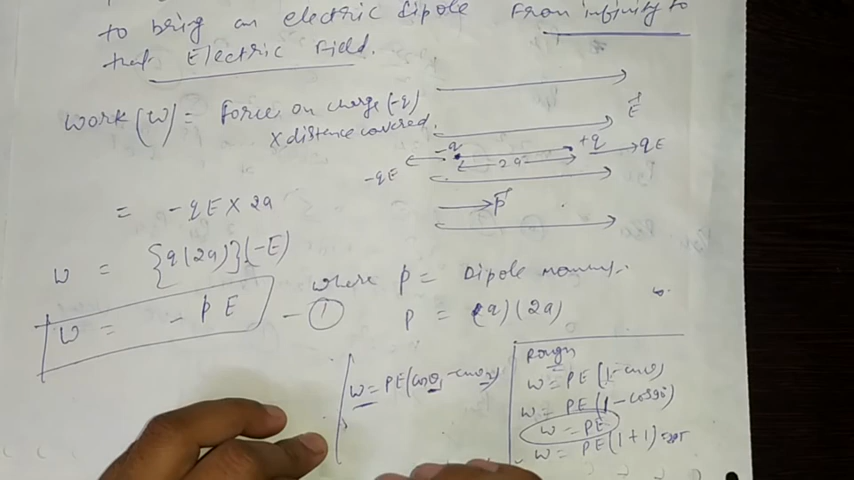 to bring an electric dipole from infinity to
that Electric Field.
Work (W) = Force on charge (-q)
× distance covered.
E
-q
+q
qE
-qE
2a
p
= -qE × 2a
W = {q(2a)}(-E)
where p = Dipole moment.
W = - pE - ①
p = (q)(2a)
W = PE(cosθ₁ - cosθ₂)
Rough
W = PE(1 - cosθ)
W = PE(1 - cos90)
W = PE
W = PE(1+1)